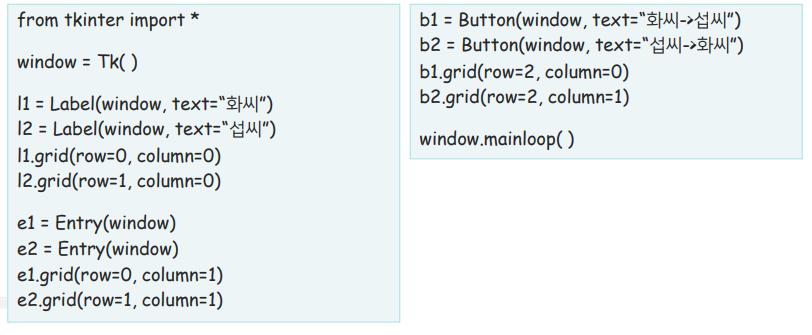 from tkinter import *
window = Tk( )
l1 = Label(window, text=“화씨”)
l2 = Label(window, text=“섭씨”)
l1.grid(row=0, column=0)
l2.grid(row=1, column=0)
e1 = Entry(window)
e2 = Entry(window)
e1.grid(row=0, column=1)
e2.grid(row=1, column=1)
b1 = Button(window, text=“화씨->섭씨”)
b2 = Button(window, text=“섭씨->화씨”)
b1.grid(row=2, column=0)
b2.grid(row=2, column=1)
window.mainloop( )